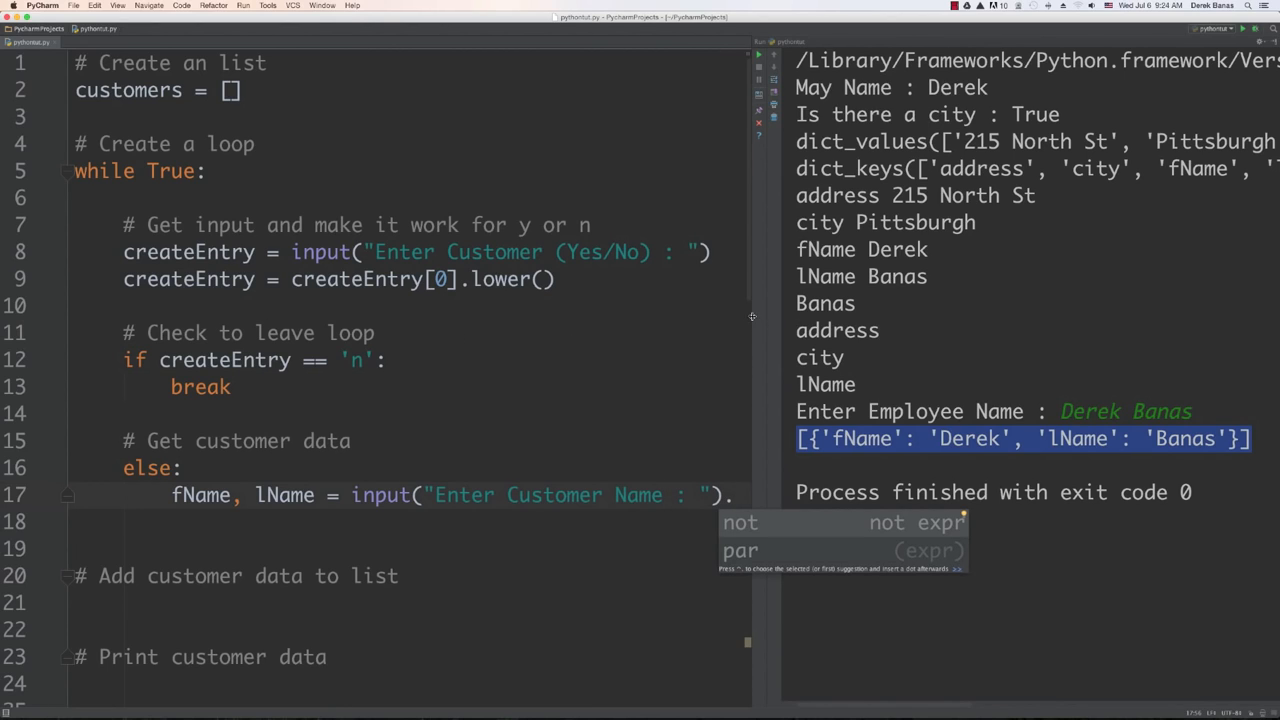 PyCharm File Edit View Navigate Code Refactor Run Tools VCS Window Help 10 Wed Jul 6 9:24 AM Derek Banas
pythontut.py - PyCharmProjects - [~/PycharmProjects]
PycharmProjects pythontut.py pythontut
pythontut.py
Run pythontut
1 # Create an list
2 customers = []
3
4 # Create a loop
5 while True:
6
7 # Get input and make it work for y or n
8 createEntry = input("Enter Customer (Yes/No) : ")
9 createEntry = createEntry[0].lower()
10
11 # Check to leave loop
12 if createEntry == 'n':
13 break
14
15 # Get customer data
16 else:
17 fName, lName = input("Enter Customer Name : ").
18
19
20 # Add customer data to list
21
22
23 # Print customer data
24
not not expr
par (expr)
Press ^. to choose the selected (or first) suggestion and insert a dot afterwards >>
/Library/Frameworks/Python.framework/Vers
May Name : Derek
Is there a city : True
dict_values(['215 North St', 'Pittsburgh
dict_keys(['address', 'city', 'fName', 'l
address 215 North St
city Pittsburgh
fName Derek
lName Banas
Banas
address
city
lName
Enter Employee Name : Derek Banas
[{'fName': 'Derek', 'lName': 'Banas'}]
Process finished with exit code 0
17:56 LF UTF-8